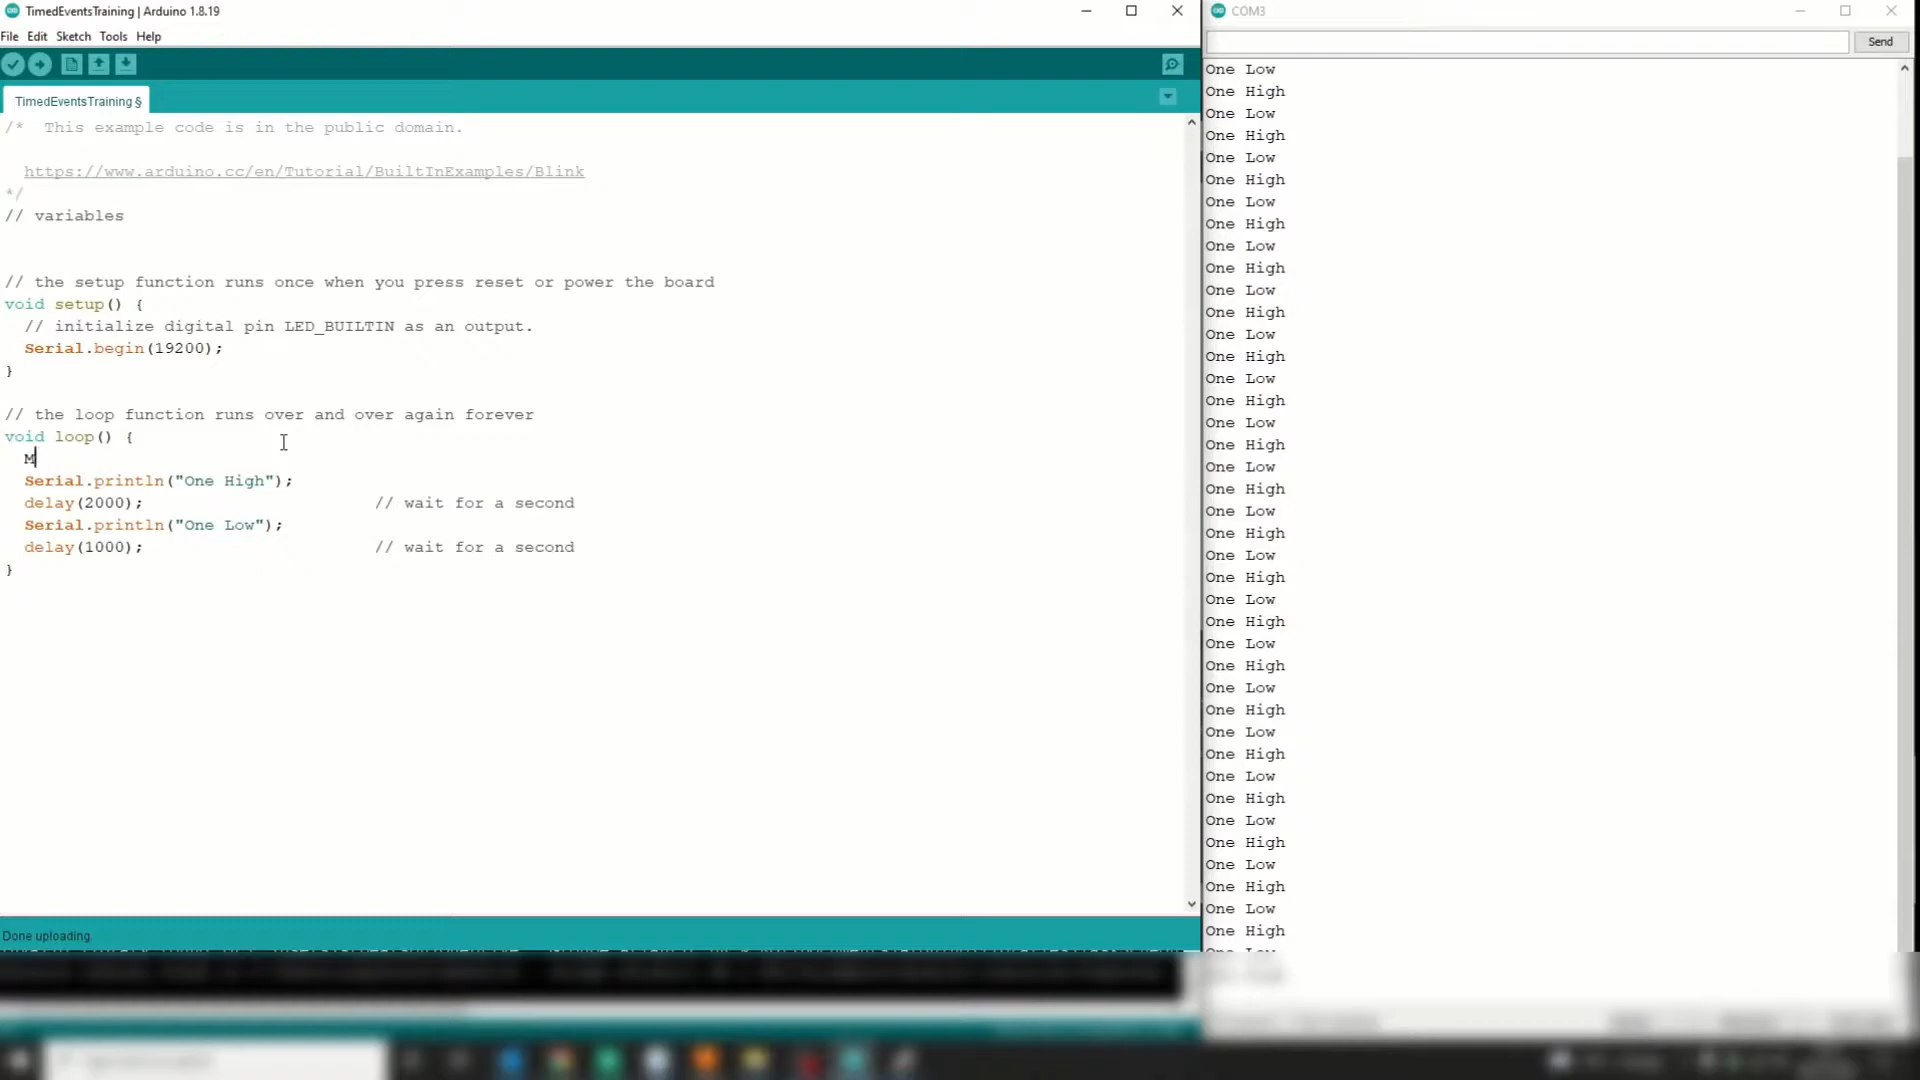 TimedEventsTraining | Arduino 1.8.19
File Edit Sketch Tools Help
TimedEventsTraining §
/*  This example code is in the public domain.
https://www.arduino.cc/en/Tutorial/BuiltInExamples/Blink
*/
// variables
// the setup function runs once when you press reset or power the board
void setup() {
// initialize digital pin LED_BUILTIN as an output.
Serial.begin(19200);
}
// the loop function runs over and over again forever
void loop() {
M
Serial.println("One High");
delay(2000); // wait for a second
Serial.println("One Low");
delay(1000); // wait for a second
}
Done uploading
COM3
Send
One Low
One High
One Low
One High
One Low
One High
One Low
One High
One Low
One High
One Low
One High
One Low
One High
One Low
One High
One Low
One High
One Low
One High
One Low
One High
One Low
One High
One Low
One High
One Low
One High
One Low
One High
One Low
One High
One Low
One High
One Low
One High
One Low
One High
One Low
One High
One Low